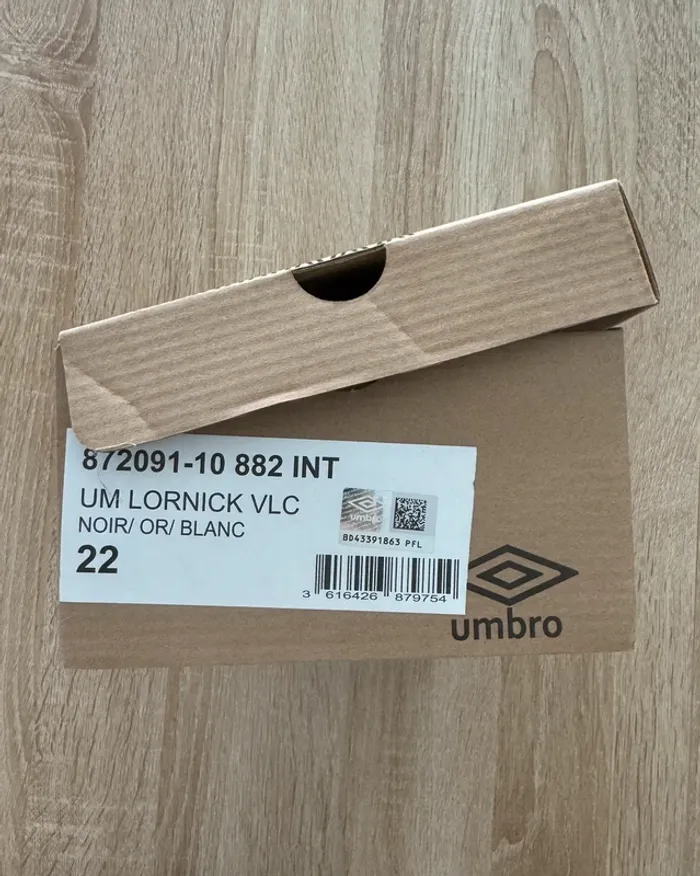 872091-10 882 INT
UM LORNICK VLC
NOIR/ OR/ BLANC
22
umbro
BD43391863 PFL
3 616426 879754
umbro